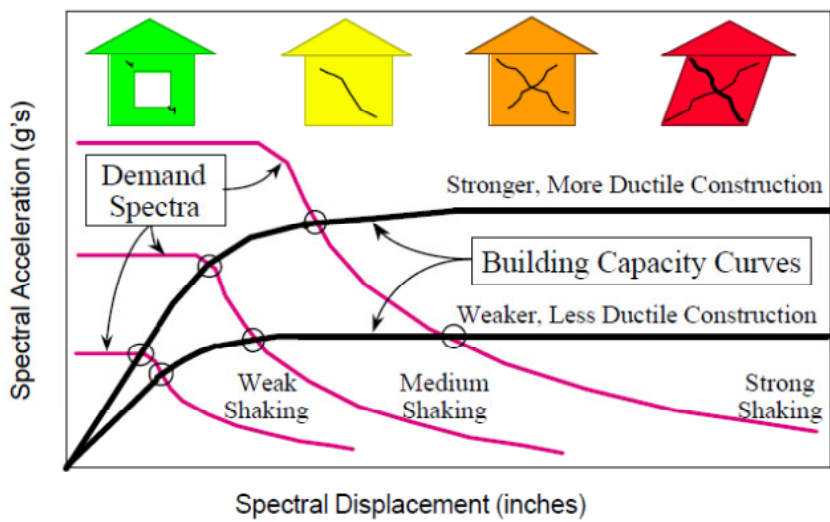 Spectral Acceleration (g's)
Demand
Spectra
Stronger, More Ductile Construction
Building Capacity Curves
Weaker, Less Ductile Construction
Weak
Shaking
Medium
Shaking
Strong
Shaking
Spectral Displacement (inches)